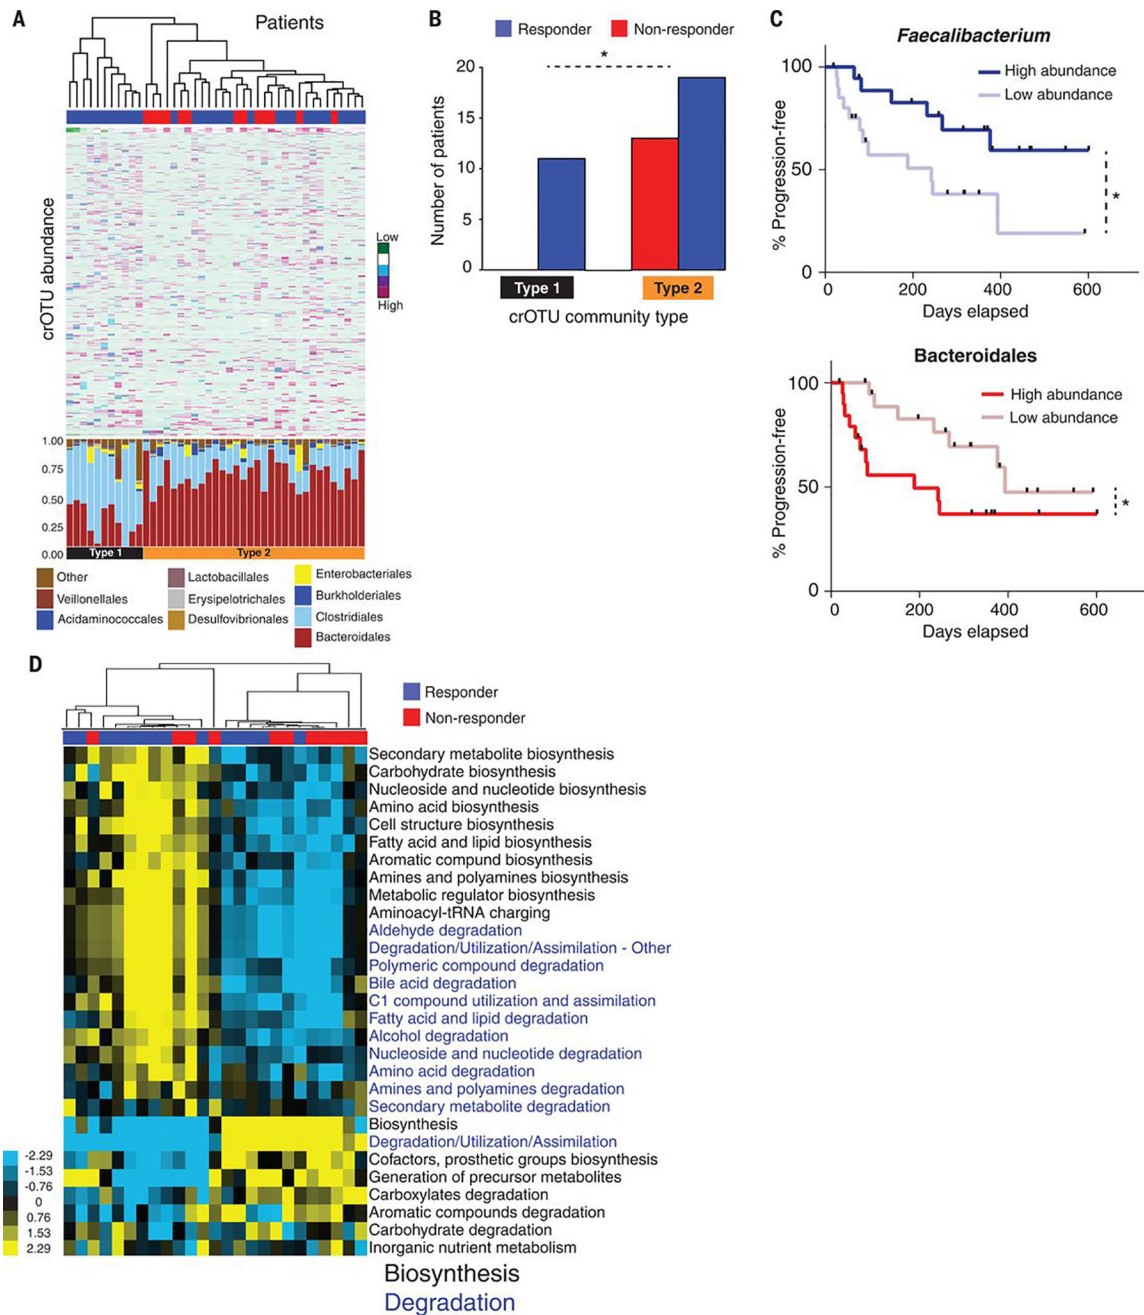 A
Patients
crOTU abundance
Low
High
1.00
0.75
0.50
0.25
0.00
Type 1
Type 2
Other
Veillonellales
Acidaminococcales
Lactobacillales
Erysipelotrichales
Desulfovibrionales
Enterobacteriales
Burkholderiales
Clostridiales
Bacteroidales
B
Responder
Non-responder
*
Number of patients
20
15
10
5
0
Type 1
Type 2
crOTU community type
C
Faecalibacterium
High abundance
Low abundance
% Progression-free
100
50
0
*
0 200 400 600
Days elapsed
Bacteroidales
High abundance
Low abundance
% Progression-free
100
50
0
*
0 200 400 600
Days elapsed
D
Responder
Non-responder
Secondary metabolite biosynthesis
Carbohydrate biosynthesis
Nucleoside and nucleotide biosynthesis
Amino acid biosynthesis
Cell structure biosynthesis
Fatty acid and lipid biosynthesis
Aromatic compund biosynthesis
Amines and polyamines biosynthesis
Metabolic regulator biosynthesis
Aminoacyl-tRNA charging
Aldehyde degradation
Degradation/Utilization/Assimilation - Other
Polymeric compound degradation
Bile acid degradation
C1 compound utilization and assimilation
Fatty acid and lipid degradation
Alcohol degradation
Nucleoside and nucleotide degradation
Amino acid degradation
Amines and polyamines degradation
Secondary metabolite degradation
Biosynthesis
Degradation/Utilization/Assimilation
Cofactors, prosthetic groups biosynthesis
Generation of precursor metabolites
Carboxylates degradation
Aromatic compounds degradation
Carbohydrate degradation
Inorganic nutrient metabolism
-2.29
-1.53
-0.76
0
0.76
1.53
2.29
Biosynthesis
Degradation